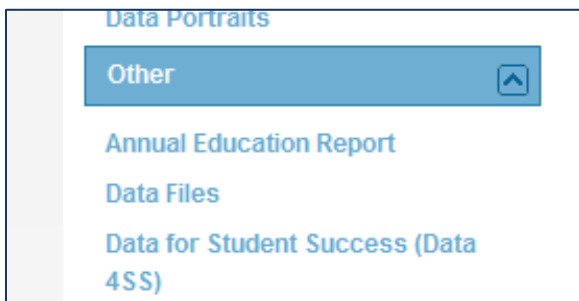 Data Portraits
Other
Annual Education Report
Data Files
Data for Student Success (Data
4SS)